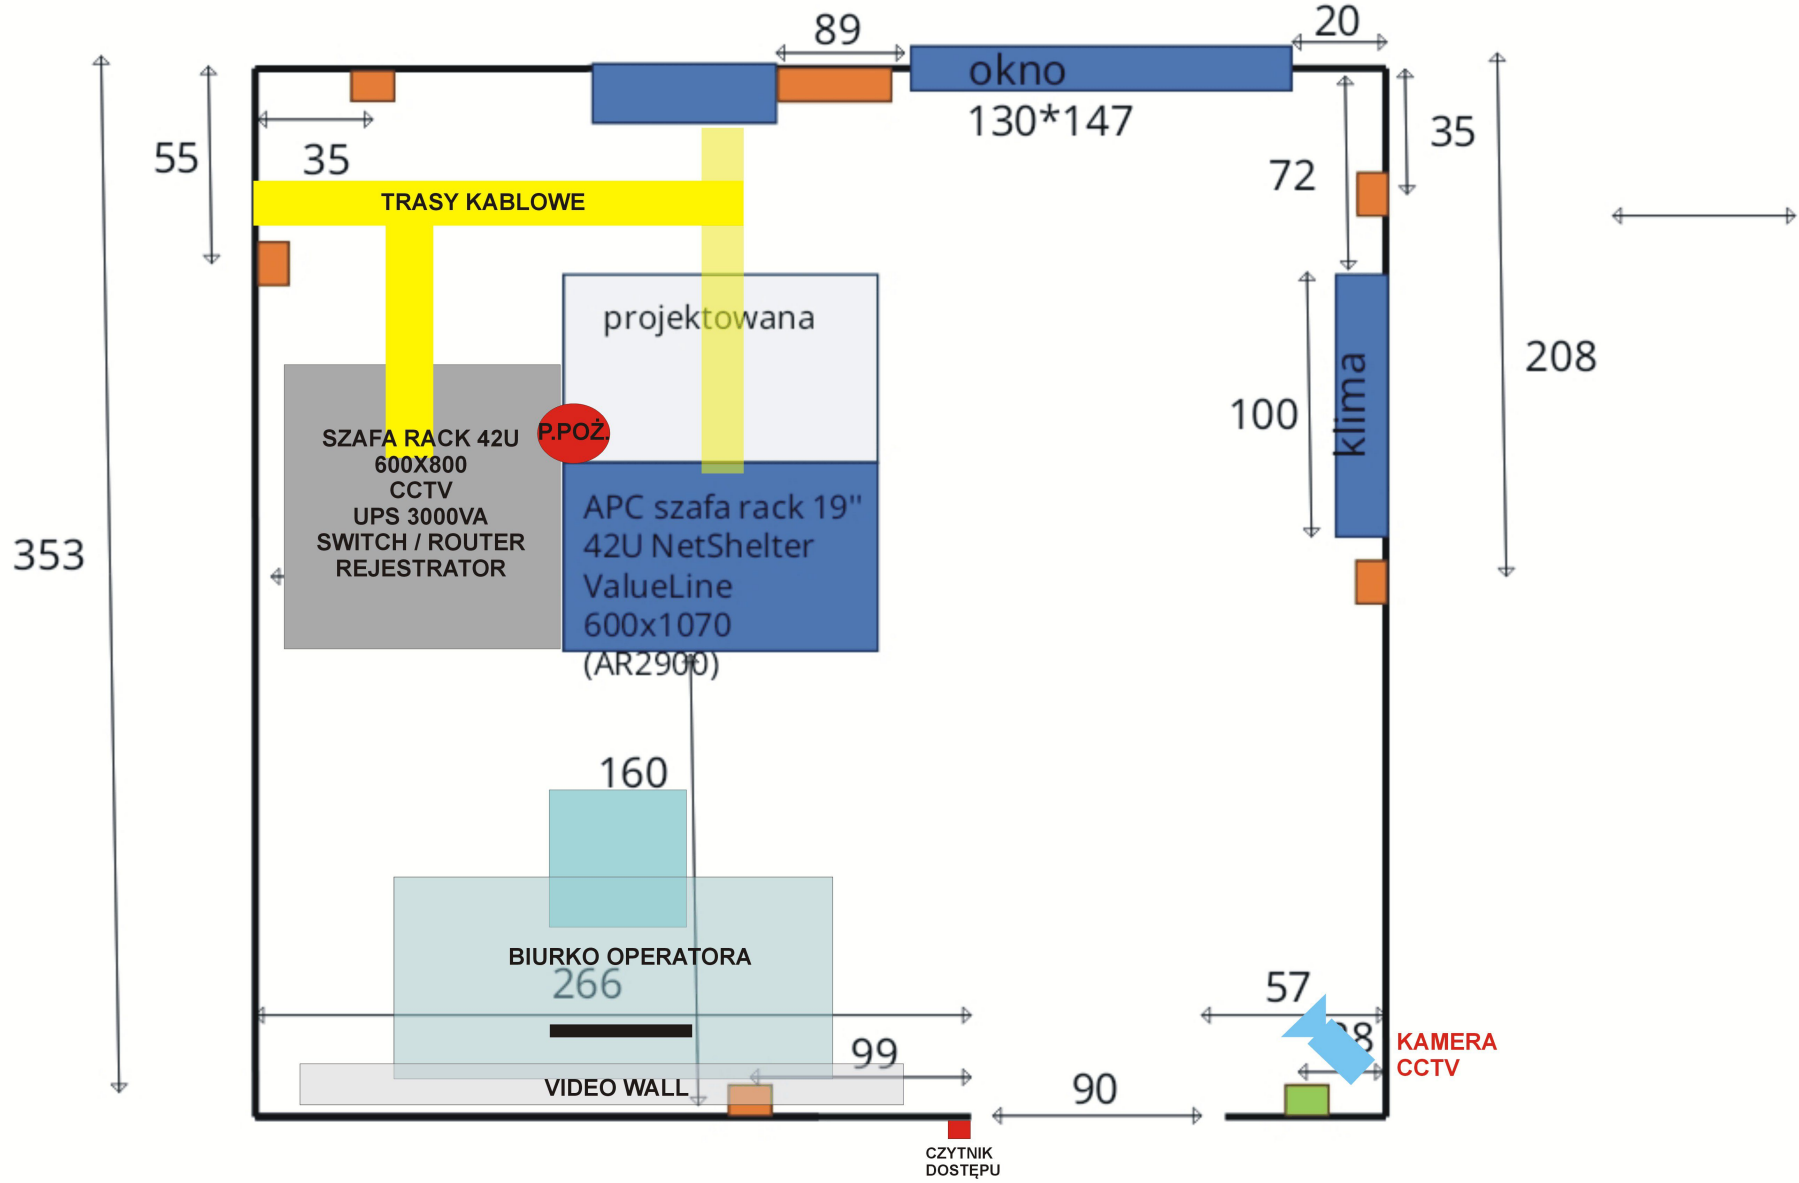 89
20
okno
130*147
55
35
72
35
TRASY KABLOWE
projektowana
208
100
klima
P.POŻ.
SZAFA RACK 42U
600X800
CCTV
UPS 3000VA
SWITCH / ROUTER
REJESTRATOR
APC szafa rack 19"
42U NetShelter
ValueLine
600x1070
(AR2900)
353
160
BIURKO OPERATORA
266
57
KAMERA
CCTV
99
VIDEO WALL
90
CZYTNIK
DOSTĘPU